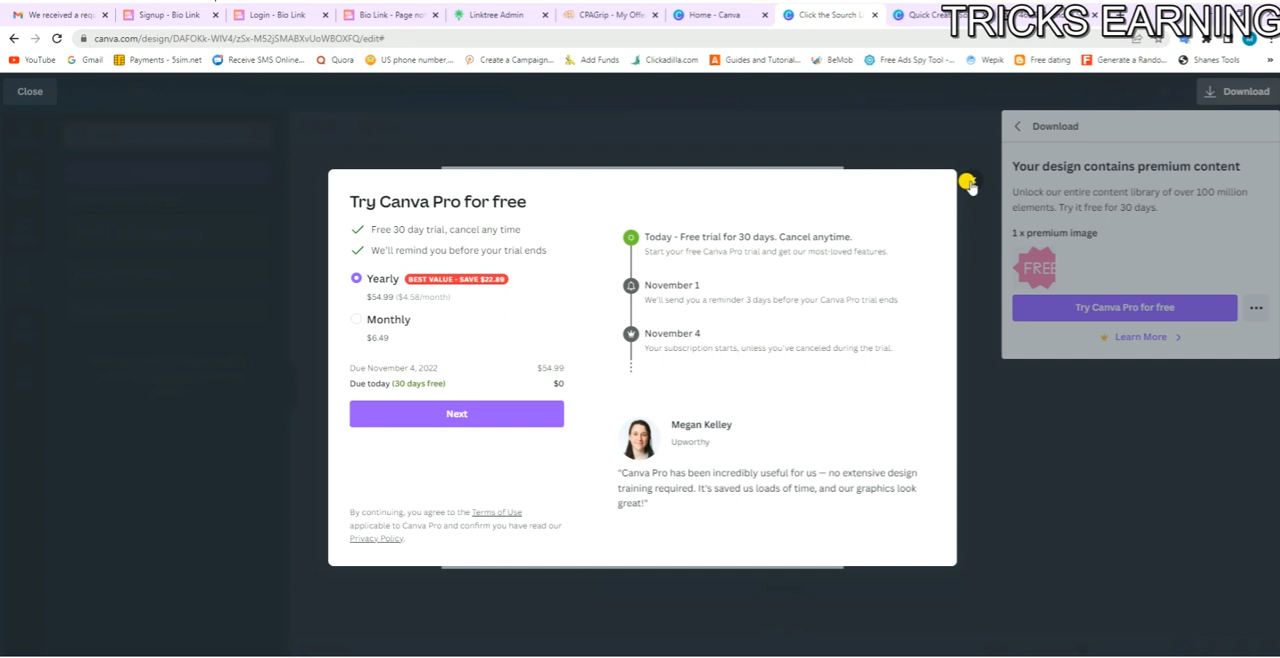 We received a requ
Signup - Bio Link
Login - Bio Link
Bio Link - Page no
Linktree Admin
CPAGrip - My Offe
Home - Canva
Click the Sourch L
Quick Create
TRICKS EARNING
canva.com/design/DAFOKk-WIV4/zSx-MS2jSMABXvUoWBOXFQ/edit#
YouTube
Gmail
Payments - 5sim.net
Receive SMS Online...
Quora
US phone number,...
Create a Campaign...
Add Funds
Clickadilla.com
Guides and Tutorial...
BeMob
Free Ads Spy Tool -...
Wepik
Free dating
Generate a Rando...
Shanes Tools
»
Close
Download
Download
Your design contains premium content
Unlock our entire content library of over 100 million
elements. Try it free for 30 days.
1 x premium image
FREE
Try Canva Pro for free
Learn More
Try Canva Pro for free
Free 30 day trial, cancel any time
We'll remind you before your trial ends
Yearly BEST VALUE - SAVE $22.89
$54.99 ($4.58/month)
Monthly
$6.49
Due November 4, 2022 $54.99
Due today (30 days free) $0
Next
By continuing, you agree to the Terms of Use
applicable to Canva Pro and confirm you have read our
Privacy Policy.
Today - Free trial for 30 days. Cancel anytime.
Start your free Canva Pro trial and get our most-loved features.
November 1
We'll send you a reminder 3 days before your Canva Pro trial ends
November 4
Your subscription starts, unless you've canceled during the trial.
Megan Kelley
Upworthy
"Canva Pro has been incredibly useful for us — no extensive design
training required. It's saved us loads of time, and our graphics look
great!"